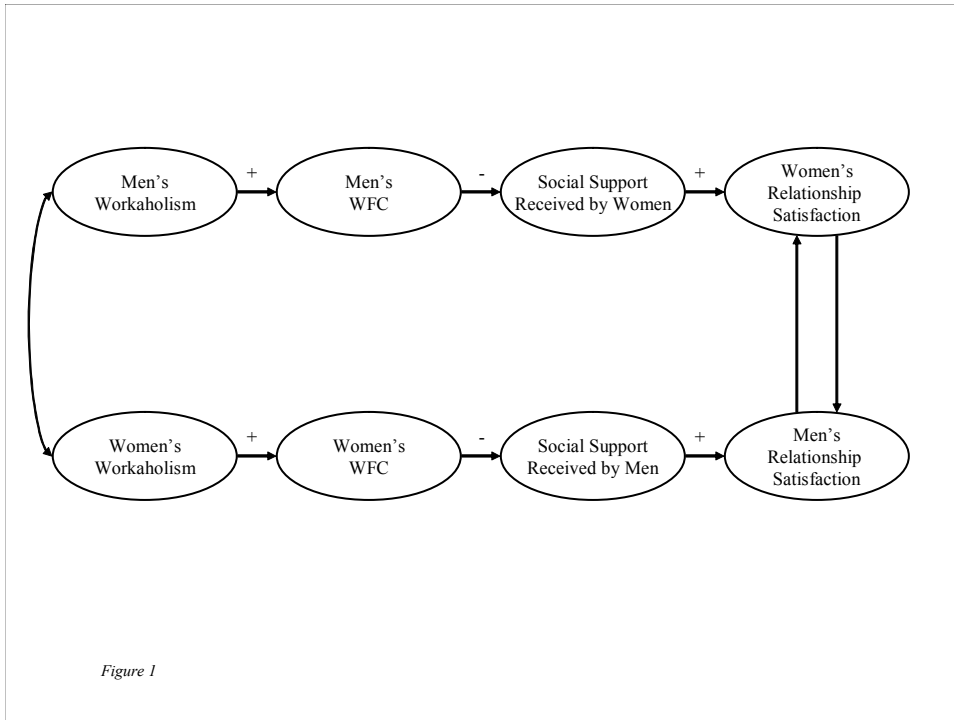 +
-
+
Men's
Workaholism
Men's
WFC
Social Support
Received by Women
Women's
Relationship
Satisfaction
+
-
+
Women's
Workaholism
Women's
WFC
Social Support
Received by Men
Men's
Relationship
Satisfaction
Figure 1